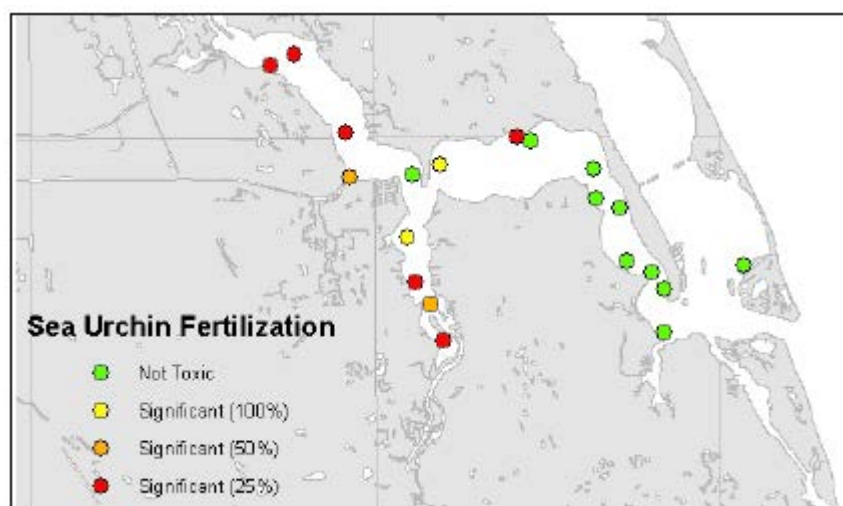 Sea Urchin Fertilization
Not Toxic
Significant (100%)
Significant (50%)
Significant (25%)